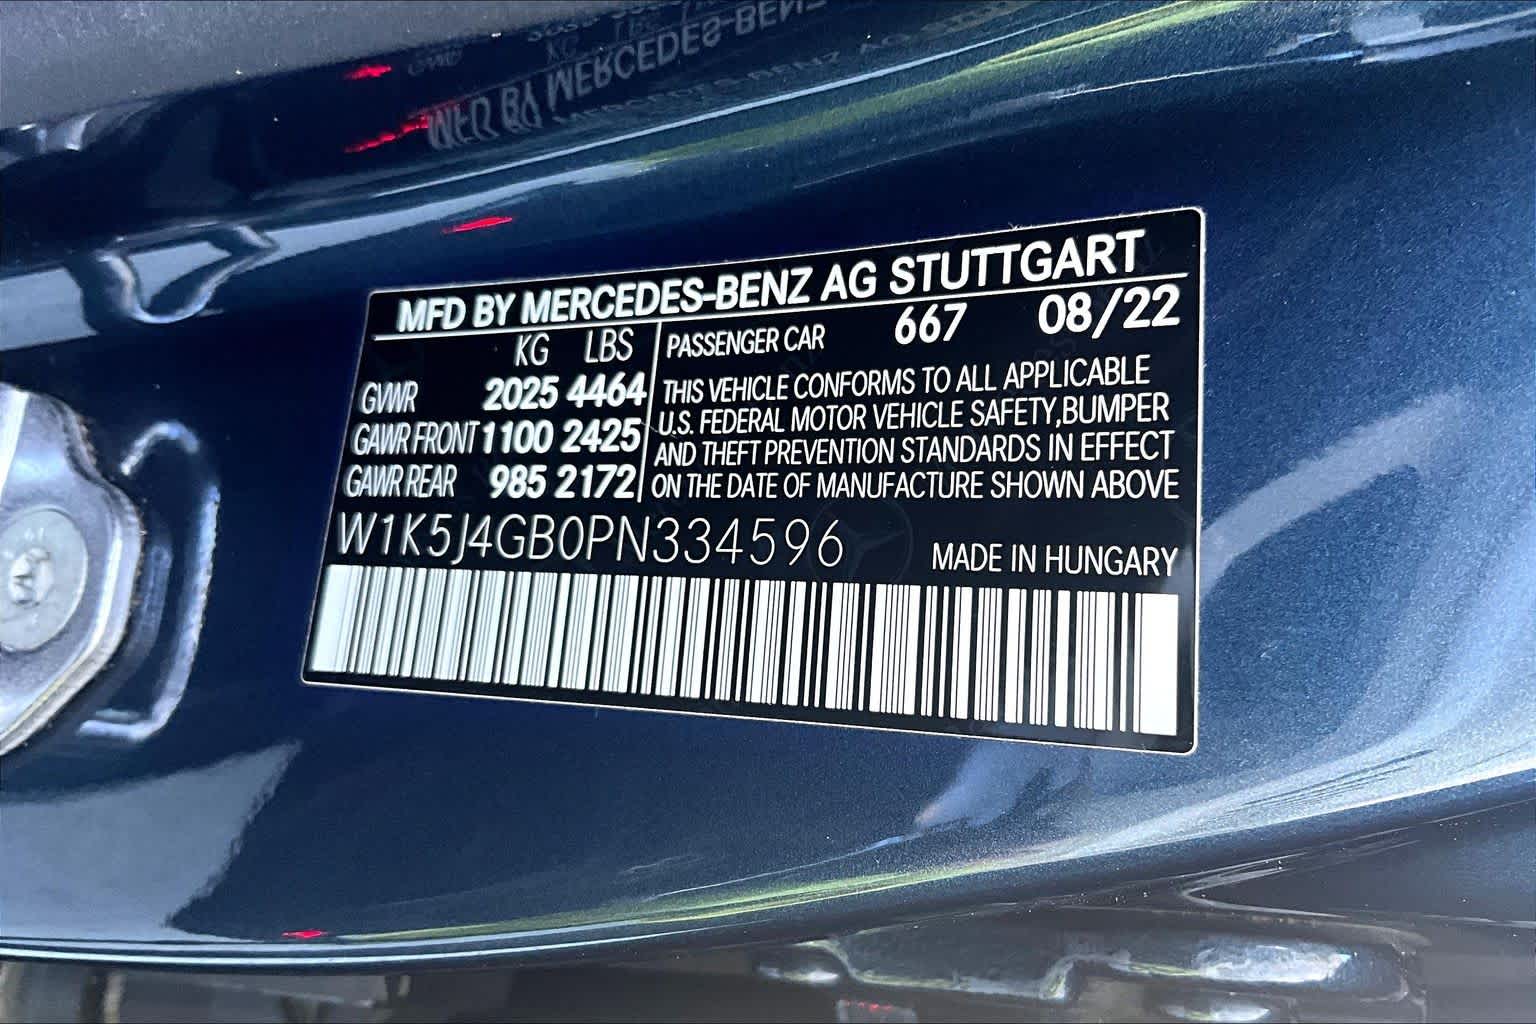 MFD BY MERCEDES-BENZ AG STUTTGART
KG LBS
GVWR 2025 4464
GAWR FRONT 1100 2425
GAWR REAR 985 2172
PASSENGER CAR 667 08/22
THIS VEHICLE CONFORMS TO ALL APPLICABLE
U.S. FEDERAL MOTOR VEHICLE SAFETY, BUMPER
AND THEFT PREVENTION STANDARDS IN EFFECT
ON THE DATE OF MANUFACTURE SHOWN ABOVE
W1K5J4GB0PN334596
MADE IN HUNGARY